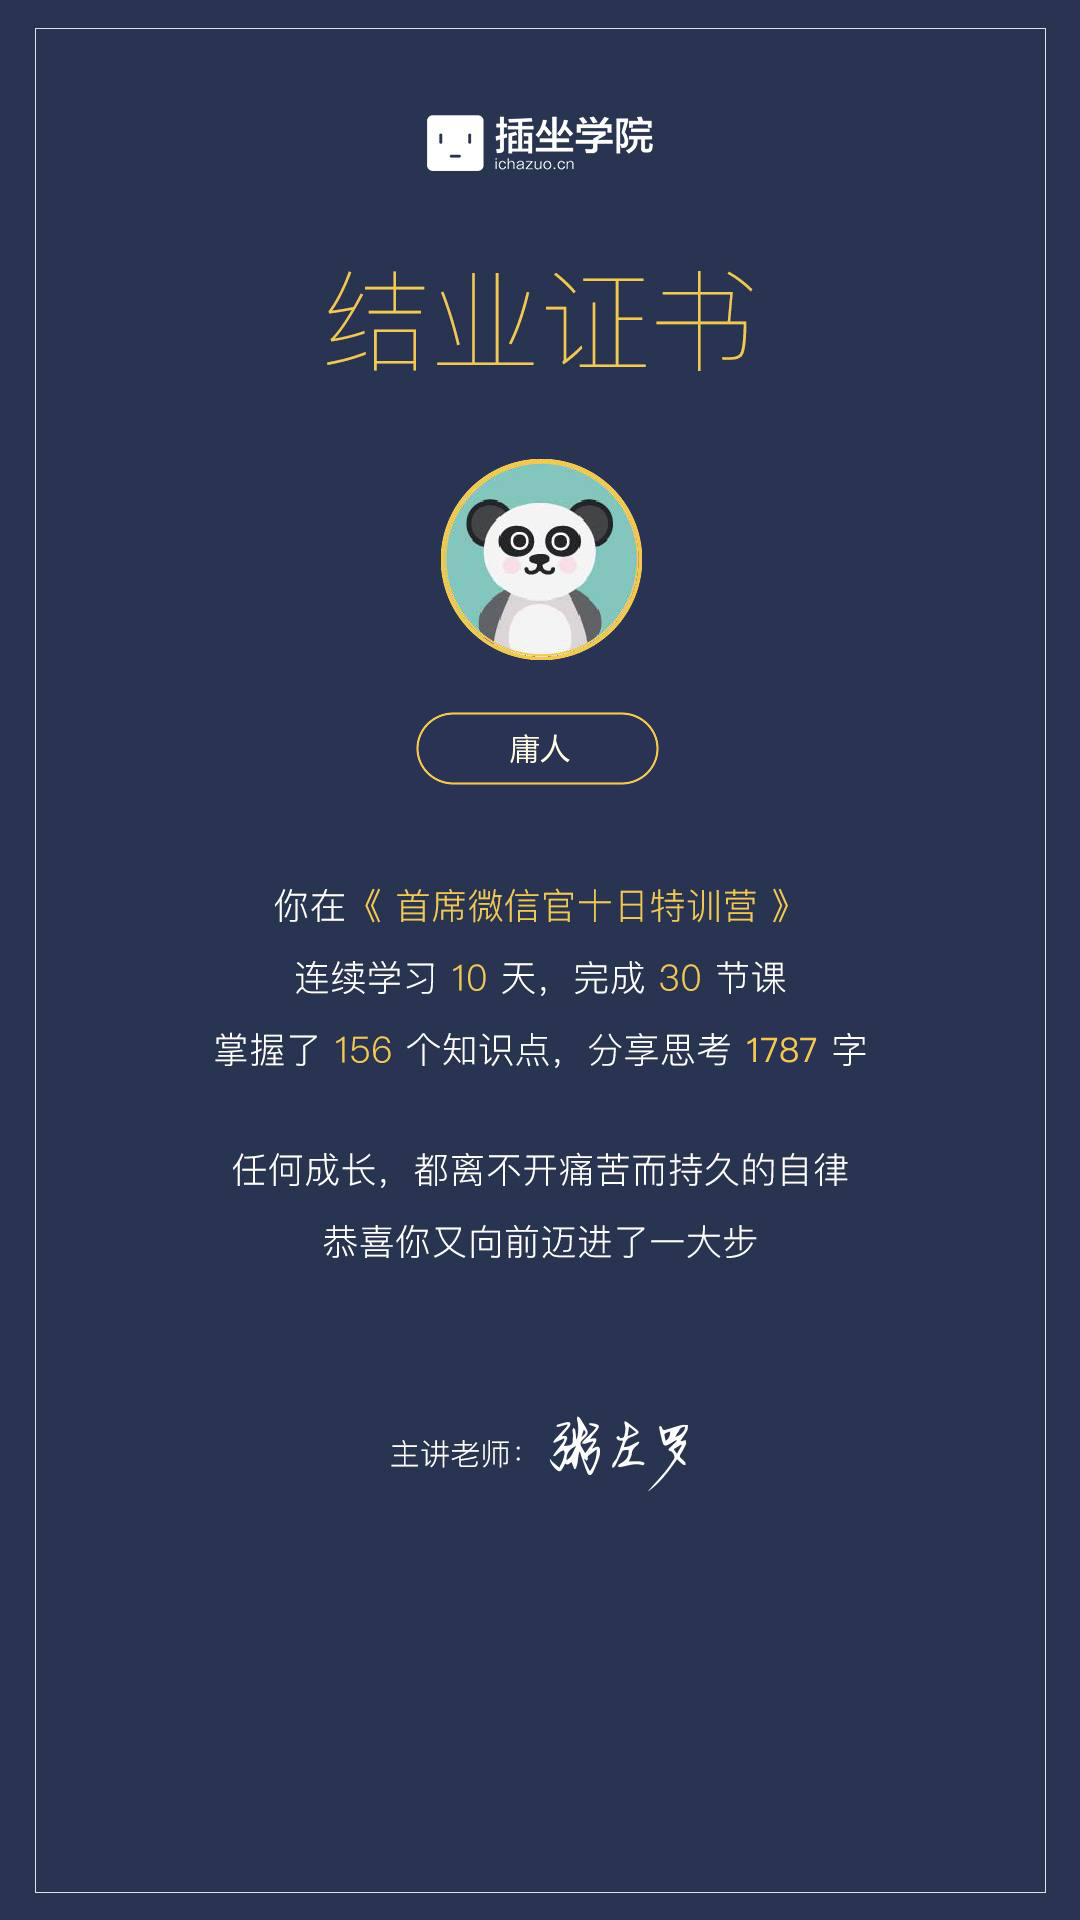 插坐学院
ichazuo.cn
结业证书
庸人
你在《 首席微信官十日特训营 》
连续学习 10 天，完成 30 节课
掌握了 156 个知识点，分享思考 1787 字
任何成长，都离不开痛苦而持久的自律
恭喜你又向前迈进了一大步
主讲老师：粥左罗